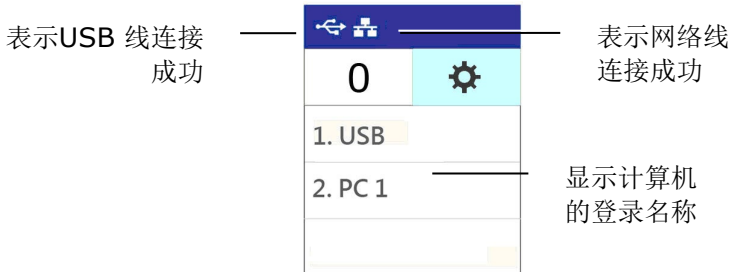 表示USB 线连接
成功
表示网络线
连接成功
0
1. USB
2. PC 1
显示计算机
的登录名称